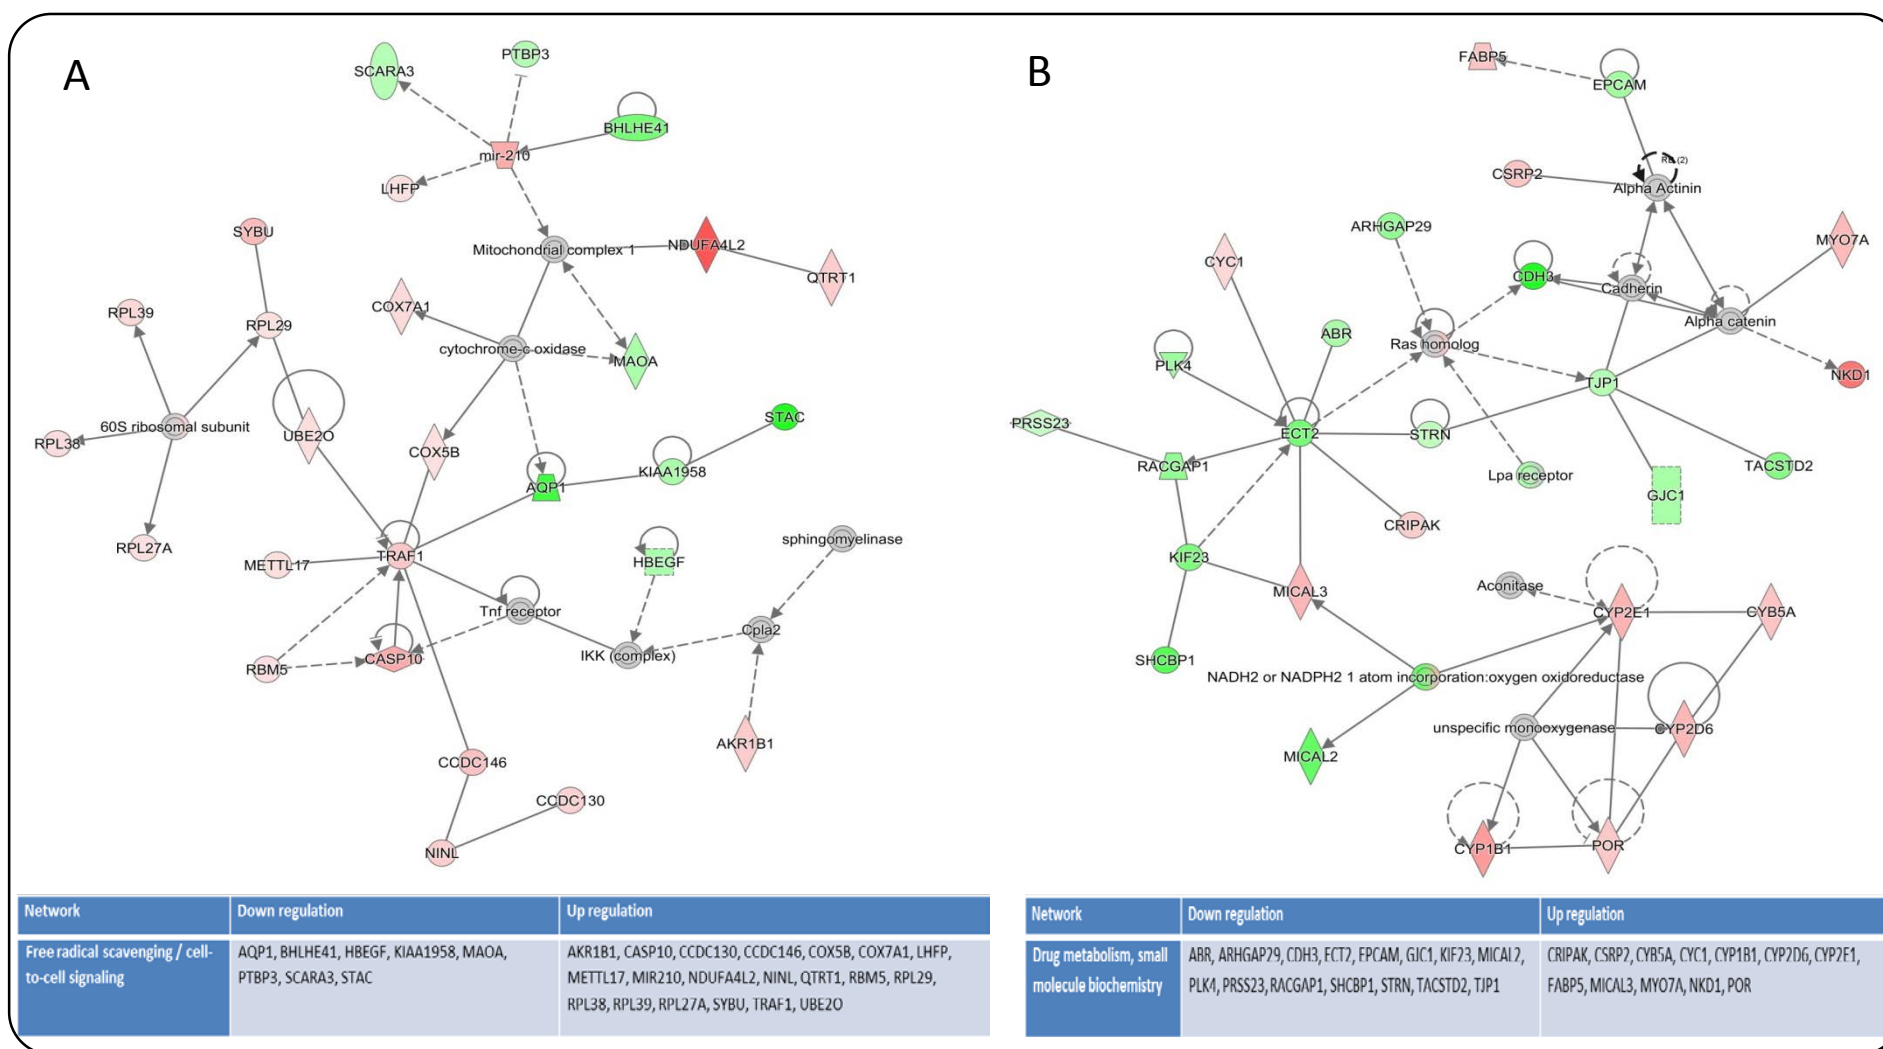 A
SCARA3
PTBP3
BHLHE41
mir-210
LHFP
SYBU
Mitochondrial complex 1
NDUFA4L2
QTRT1
RPL39
RPL29
COX7A1
cytochrome-c oxidase
MAOA
60S ribosomal subunit
RPL38
UBE2O
COX5B
STAC
KIAA1958
AQP1
RPL27A
METTL17
TRAF1
HBEGF
sphingomyelinase
Tnf receptor
Cpla2
IKK (complex)
RBM5
CASP10
AKR1B1
CCDC146
CCDC130
NINL
Network
Down regulation
Up regulation
Free radical scavenging / cell-
to-cell signaling
AQP1, BHLHE41, HBEGF, KIAA1958, MAOA,
PTBP3, SCARA3, STAC
AKR1B1, CASP10, CCDC130, CCDC146, COX5B, COX7A1, LHFP,
METTL17, MIR210, NDUFA4L2, NINL, QTRT1, RBM5, RPL29,
RPL38, RPL39, RPL27A, SYBU, TRAF1, UBE2O
B
FABP5
EPCAM
CSRP2
RE (2)
Alpha Actinin
ARHGAP29
MYO7A
CYC1
CDH3
Cadherin
Alpha catenin
ABR
Ras homolog
PLK4
TJP1
NKD1
PRSS23
ECT2
STRN
RACGAP1
Lpa receptor
TACSTD2
GJC1
CRIPAK
KIF23
MICAL3
Aconitase
CYP2E1
CYB5A
SHCBP1
NADH2 or NADPH2 1 atom incorporation:oxygen oxidoreductase
unspecific monooxygenase
CYP2D6
MICAL2
CYP1B1
POR
Network
Down regulation
Up regulation
Drug metabolism, small
molecule biochemistry
ABR, ARHGAP29, CDH3, ECT2, EPCAM, GJC1, KIF23, MICAL2,
PLK4, PRSS23, RACGAP1, SHCBP1, STRN, TACSTD2, TJP1
CRIPAK, CSRP2, CYB5A, CYC1, CYP1B1, CYP2D6, CYP2E1,
FABP5, MICAL3, MYO7A, NKD1, POR